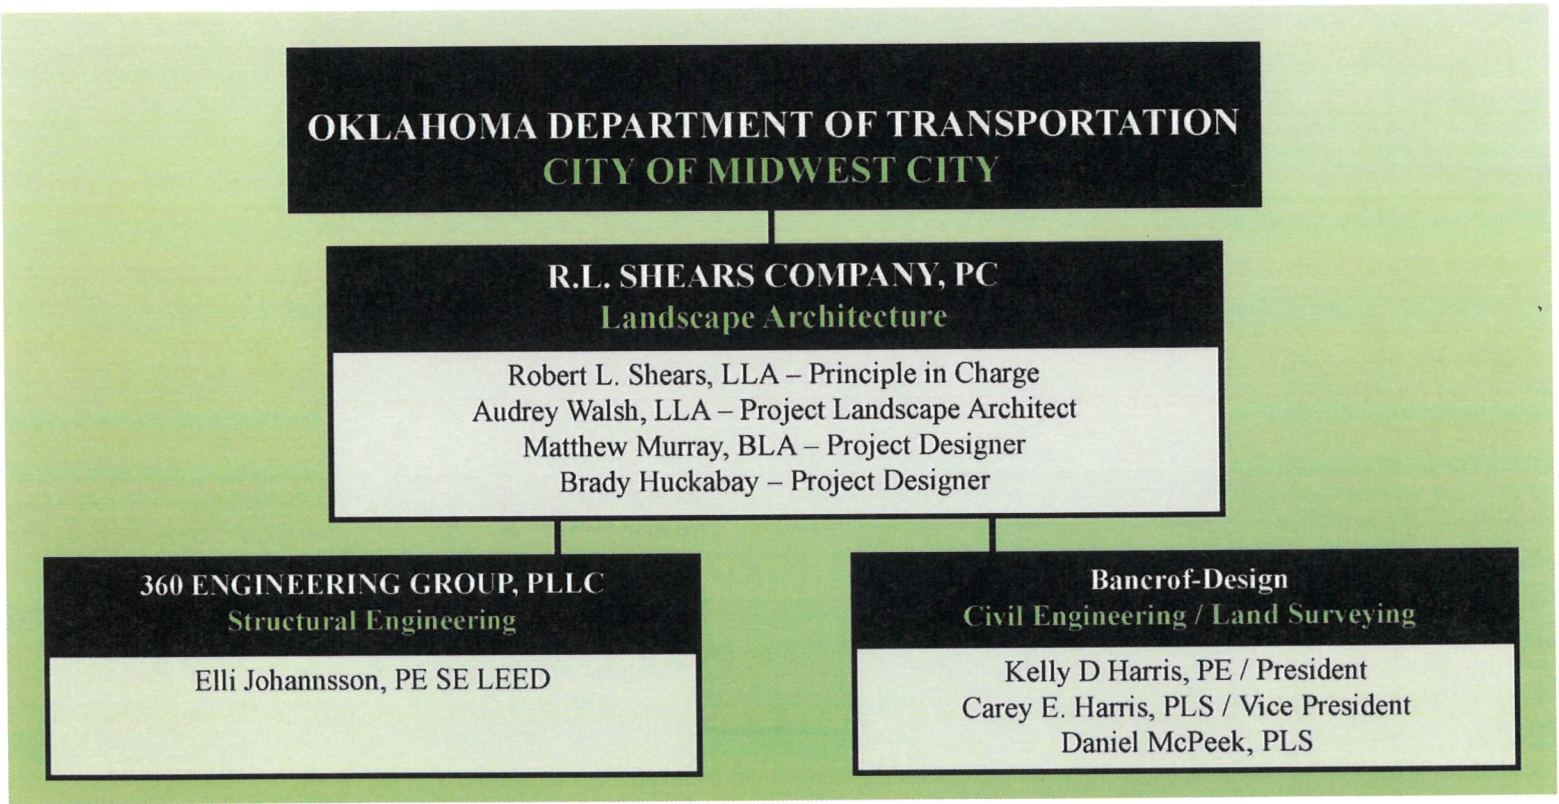 OKLAHOMA DEPARTMENT OF TRANSPORTATION
CITY OF MIDWEST CITY
R.L. SHEARS COMPANY, PC
Landscape Architecture
Robert L. Shears, LLA – Principle in Charge
Audrey Walsh, LLA – Project Landscape Architect
Matthew Murray, BLA – Project Designer
Brady Huckabay – Project Designer
360 ENGINEERING GROUP, PLLC
Structural Engineering
Elli Johannsson, PE SE LEED
Bancrof-Design
Civil Engineering / Land Surveying
Kelly D Harris, PE / President
Carey E. Harris, PLS / Vice President
Daniel McPeek, PLS